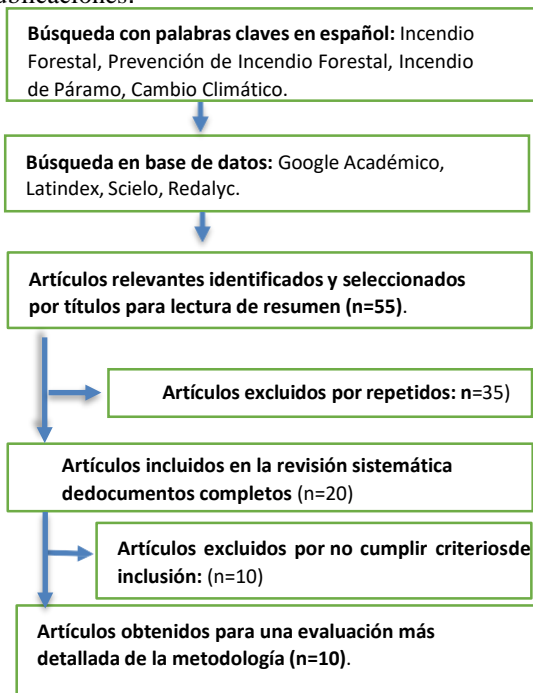 Búsqueda con palabras claves en español: Incendio
Forestal, Prevención de Incendio Forestal, Incendio
de Páramo, Cambio Climático.
Búsqueda en base de datos: Google Académico,
Latindex, Scielo, Redalyc.
Artículos relevantes identificados y seleccionados
por títulos para lectura de resumen (n=55).
Artículos excluidos por repetidos: n=35)
Artículos incluidos en la revisión sistemática
dedocumentos completos (n=20)
Artículos excluidos por no cumplir criteriosde
inclusión: (n=10)
Artículos obtenidos para una evaluación más
detallada de la metodología (n=10).